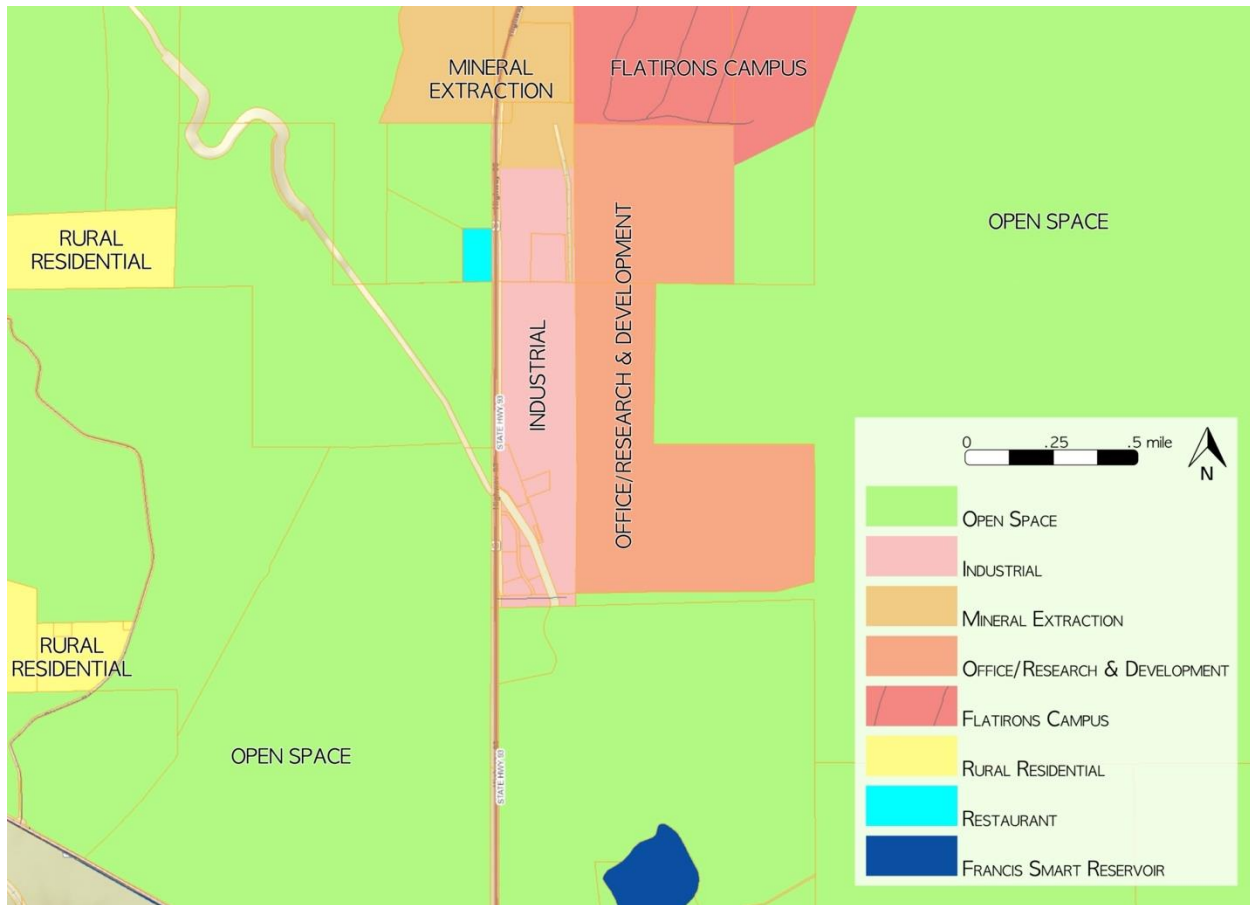 MINERAL
EXTRACTION
FLATIRONS CAMPUS
RURAL
RESIDENTIAL
OPEN SPACE
OFFICE/RESEARCH & DEVELOPMENT
INDUSTRIAL
STATE HWY 93
RURAL
RESIDENTIAL
OPEN SPACE
STATE HWY 93
0 .25 .5 mile
N
OPEN SPACE
INDUSTRIAL
MINERAL EXTRACTION
OFFICE/RESEARCH & DEVELOPMENT
FLATIRONS CAMPUS
RURAL RESIDENTIAL
RESTAURANT
FRANCIS SMART RESERVOIR